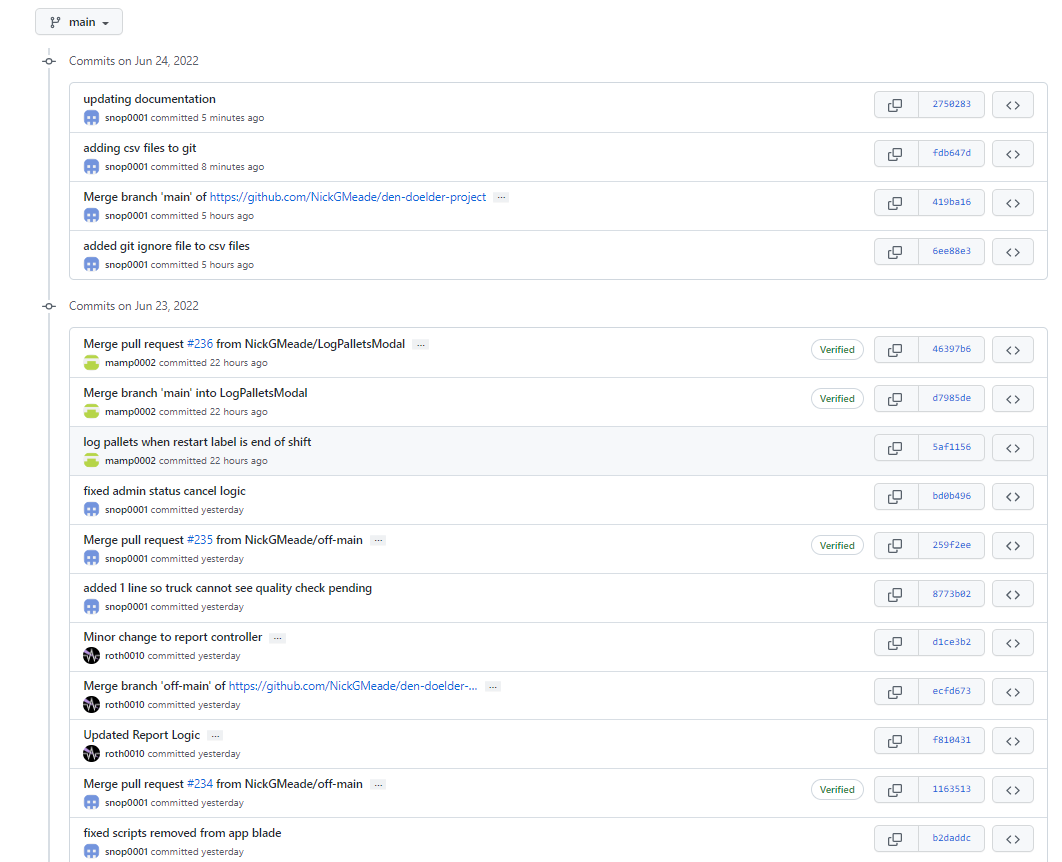 main
Commits on Jun 24, 2022
updating documentation
snop0001 committed 5 minutes ago
2750283
adding csv files to git
snop0001 committed 8 minutes ago
fdb647d
Merge branch 'main' of https://github.com/NickGMeade/den-doelder-project ...
snop0001 committed 5 hours ago
419ba16
added git ignore file to csv files
snop0001 committed 5 hours ago
6ee88e3
Commits on Jun 23, 2022
Merge pull request #236 from NickGMeade/LogPalletsModal ...
mamp0002 committed 22 hours ago
Verified
46397b6
Merge branch 'main' into LogPalletsModal
mamp0002 committed 22 hours ago
Verified
d7985de
log pallets when restart label is end of shift
mamp0002 committed 22 hours ago
5af1156
fixed admin status cancel logic
snop0001 committed yesterday
bd0b496
Merge pull request #235 from NickGMeade/off-main ...
snop0001 committed yesterday
Verified
259f2ee
added 1 line so truck cannot see quality check pending
snop0001 committed yesterday
8773b02
Minor change to report controller ...
roth0010 committed yesterday
d1ce3b2
Merge branch 'off-main' of https://github.com/NickGMeade/den-doelder-... ...
roth0010 committed yesterday
ecfd673
Updated Report Logic ...
roth0010 committed yesterday
f810431
Merge pull request #234 from NickGMeade/off-main ...
snop0001 committed yesterday
Verified
1163513
fixed scripts removed from app blade
snop0001 committed yesterday
b2daddc